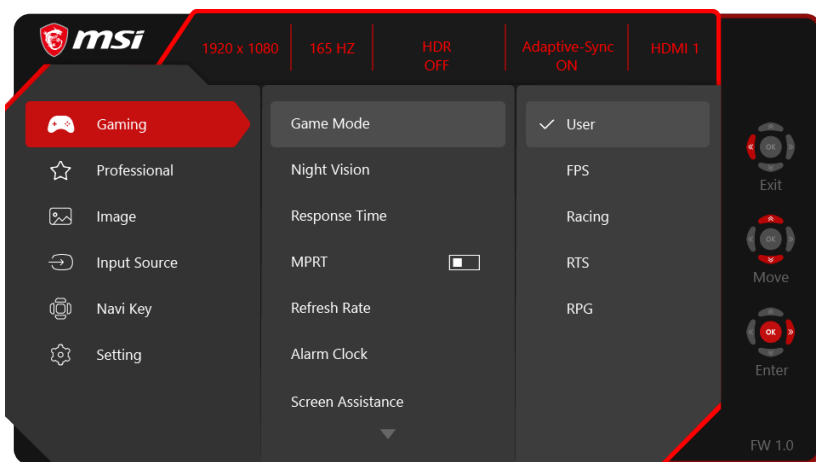 msi
1920 x 1080
165 HZ
HDR
OFF
Adaptive-Sync
ON
HDMI 1
Gaming
Professional
Image
Input Source
Navi Key
Setting
Game Mode
Night Vision
Response Time
MPRT
Refresh Rate
Alarm Clock
Screen Assistance
User
FPS
Racing
RTS
RPG
OK
Exit
OK
Move
OK
Enter
FW 1.0